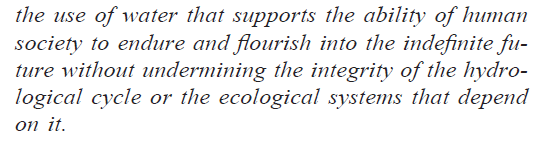 the use of water that supports the ability of human
society to endure and flourish into the indefinite fu-
ture without undermining the integrity of the hydro-
logical cycle or the ecological systems that depend
on it.